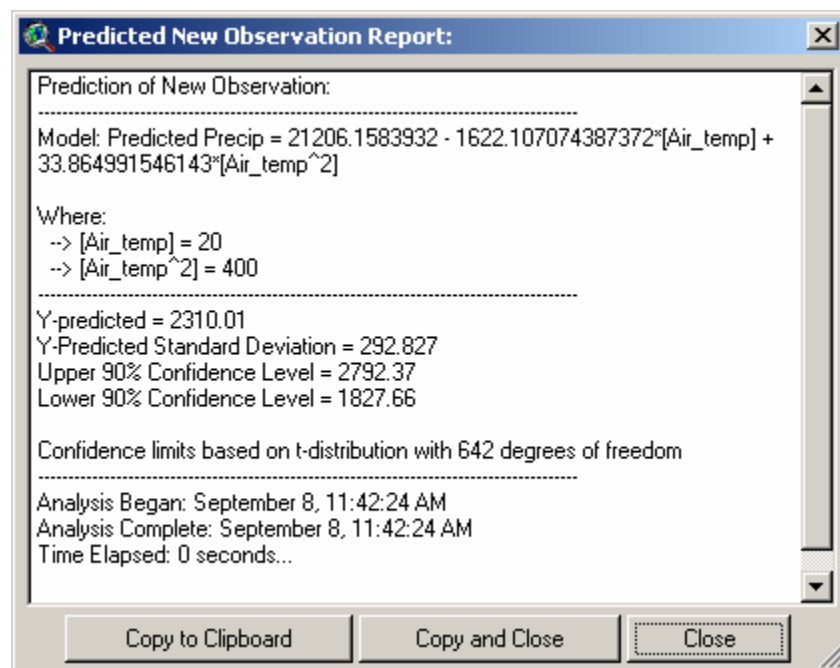 Predicted New Observation Report:
Prediction of New Observation:
------------------------------------------------------------------------------------------
Model: Predicted Precip = 21206.1583932 - 1622.107074387372*[Air_temp] +
33.864991546143*[Air_temp^2]
Where:
--> [Air_temp] = 20
--> [Air_temp^2] = 400
------------------------------------------------------------------------------------------
Y-predicted = 2310.01
Y-Predicted Standard Deviation = 292.827
Upper 90% Confidence Level = 2792.37
Lower 90% Confidence Level = 1827.66
Confidence limits based on t-distribution with 642 degrees of freedom
------------------------------------------------------------------------------------------
Analysis Began: September 8, 11:42:24 AM
Analysis Complete: September 8, 11:42:24 AM
Time Elapsed: 0 seconds...
Copy to Clipboard Copy and Close Close